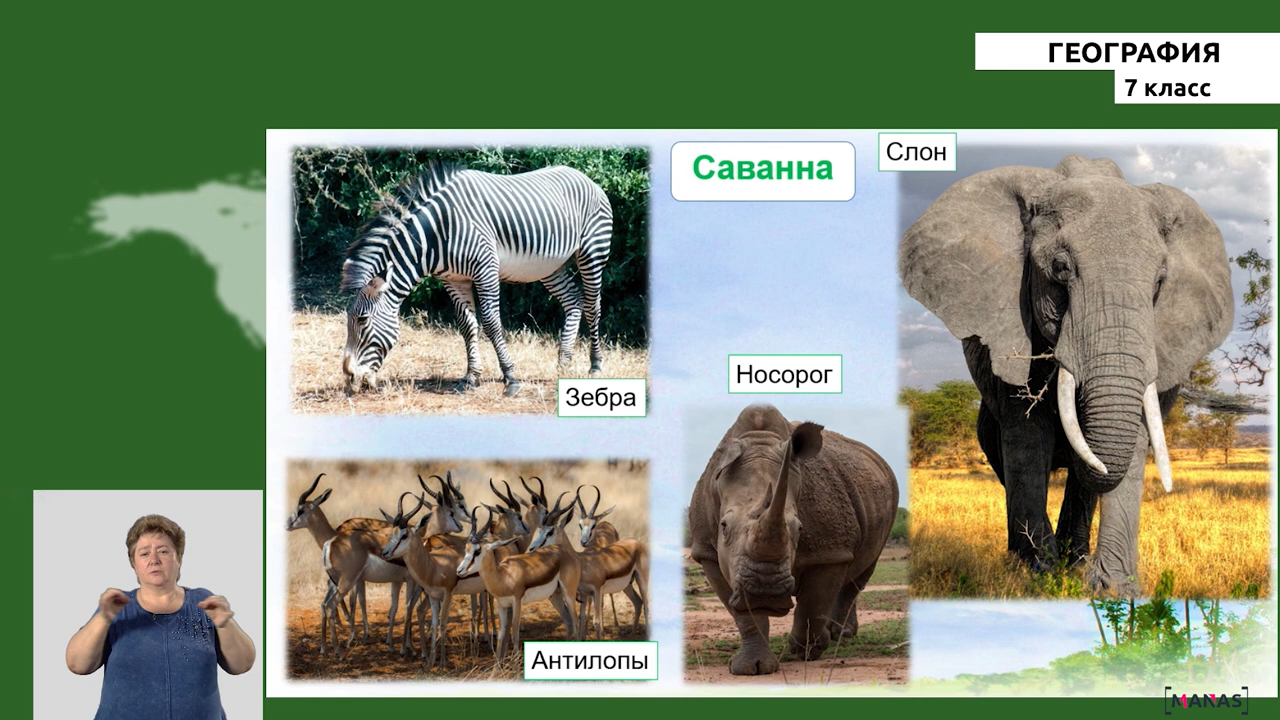 ГЕОГРАФИЯ
7 класс
Саванна
Слон
Зебра
Носорог
Антилопы
[MANAS]